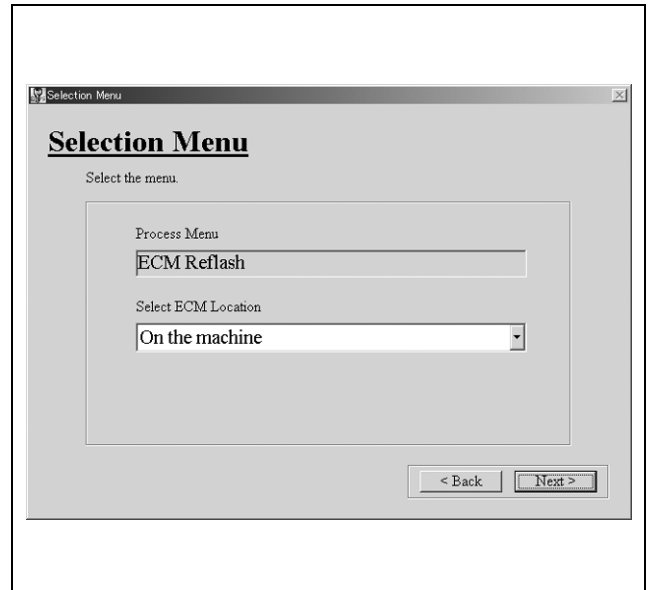 Selection Menu
Selection Menu
Select the menu.
Process Menu
ECM Reflash
Select ECM Location
On the machine
< Back Next >